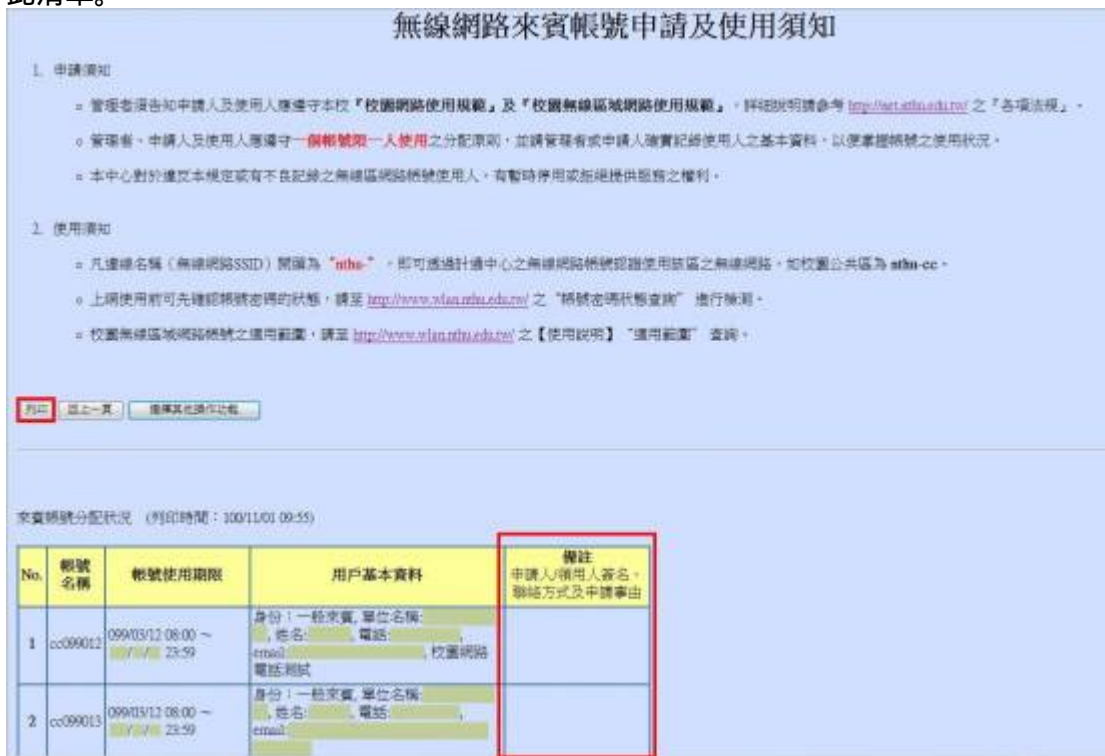 此清單。
無線網路來賓帳號申請及使用須知
1. 申請須知
管理者須告知申請人及使用人應遵守本校『校園網路使用規範』及『校園無線區域網路使用規範』，詳細說明請參考 http://net.nthu.edu.tw/ 之『各項法規』。
管理者、申請人及使用人應遵守一個帳號限一人使用之分配原則，並請管理者或申請人確實記錄使用人之基本資料，以便掌握帳號之使用狀況。
本中心對於違反本規定或有不良記錄之無線區網路帳號使用人，有暫時停用或拒絕提供服務之權利。
2. 使用須知
凡連線名稱（無線網路SSID）開頭為 "nthu-"，即可透過計通中心之無線網路帳號認證使用該區之無線網路，如校園公共區為 nthu-cc。
上網使用前可先確認帳號密碼的狀態，請至 http://www.wlan.nthu.edu.tw/ 之 "帳號密碼狀態查詢" 進行檢測。
校園無線區域網路帳號之適用範圍，請至 http://www.wlan.nthu.edu.tw/ 之【使用說明】"適用範圍" 查詢。
列印 回上一頁 選擇其他操作功能
來賓帳號分配狀況 (列印時間：100/11/01 09:55)
No. 帳號名稱 帳號使用期限 用戶基本資料 備註
申請人/領用人簽名、
聯絡方式及申請事由
1 cc099012 099/03/12 08:00 ~
/ / 23:59
身份：一般來賓, 單位名稱:
, 姓名: , 電話: ,
email: , 校園網路
電話測試
2 cc099013 099/03/12 08:00 ~
/ / 23:59
身份：一般來賓, 單位名稱:
, 姓名: , 電話: ,
email: